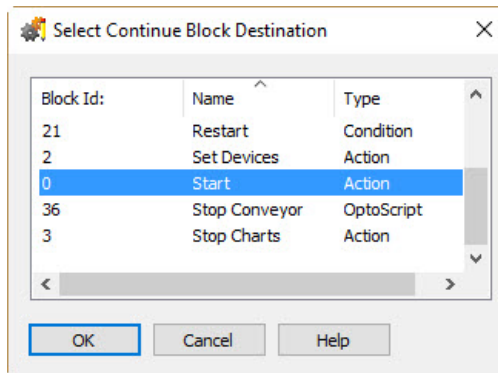 Select Continue Block Destination
Block Id: Name Type
21 Restart Condition
2 Set Devices Action
0 Start Action
36 Stop Conveyor OptoScript
3 Stop Charts Action
OK Cancel Help